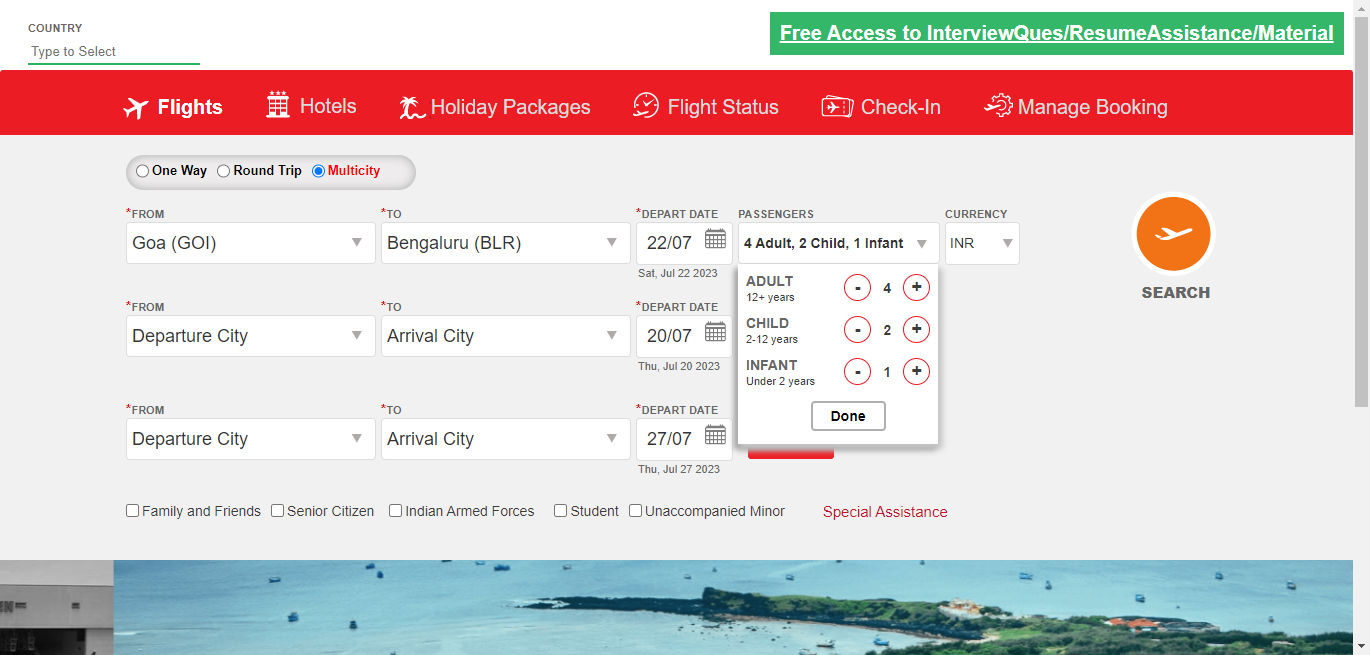 COUNTRY
Type to Select
Free Access to InterviewQues/ResumeAssistance/Material
Flights Hotels Holiday Packages Flight Status Check-In Manage Booking
One Way Round Trip Multicity
*FROM *TO *DEPART DATE PASSENGERS CURRENCY
Goa (GOI) Bengaluru (BLR) 22/07 4 Adult, 2 Child, 1 Infant INR
Sat, Jul 22 2023
SEARCH
ADULT - 4 +
12+ years
*FROM *TO *DEPART DATE
CHILD - 2 +
2-12 years
Departure City Arrival City 20/07
Thu, Jul 20 2023
INFANT - 1 +
Under 2 years
Done
*FROM *TO *DEPART DATE
Departure City Arrival City 27/07
Thu, Jul 27 2023
Family and Friends Senior Citizen Indian Armed Forces Student Unaccompanied Minor Special Assistance